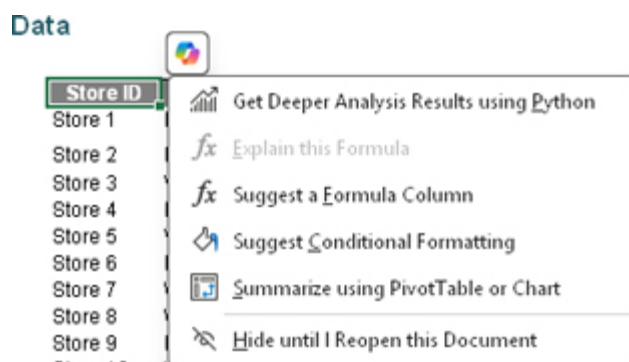 Data
Store ID
Store 1
Store 2
Store 3
Store 4
Store 5
Store 6
Store 7
Store 8
Store 9
Get Deeper Analysis Results using Python
Explain this Formula
Suggest a Formula Column
Suggest Conditional Formatting
Summarize using PivotTable or Chart
Hide until I Reopen this Document